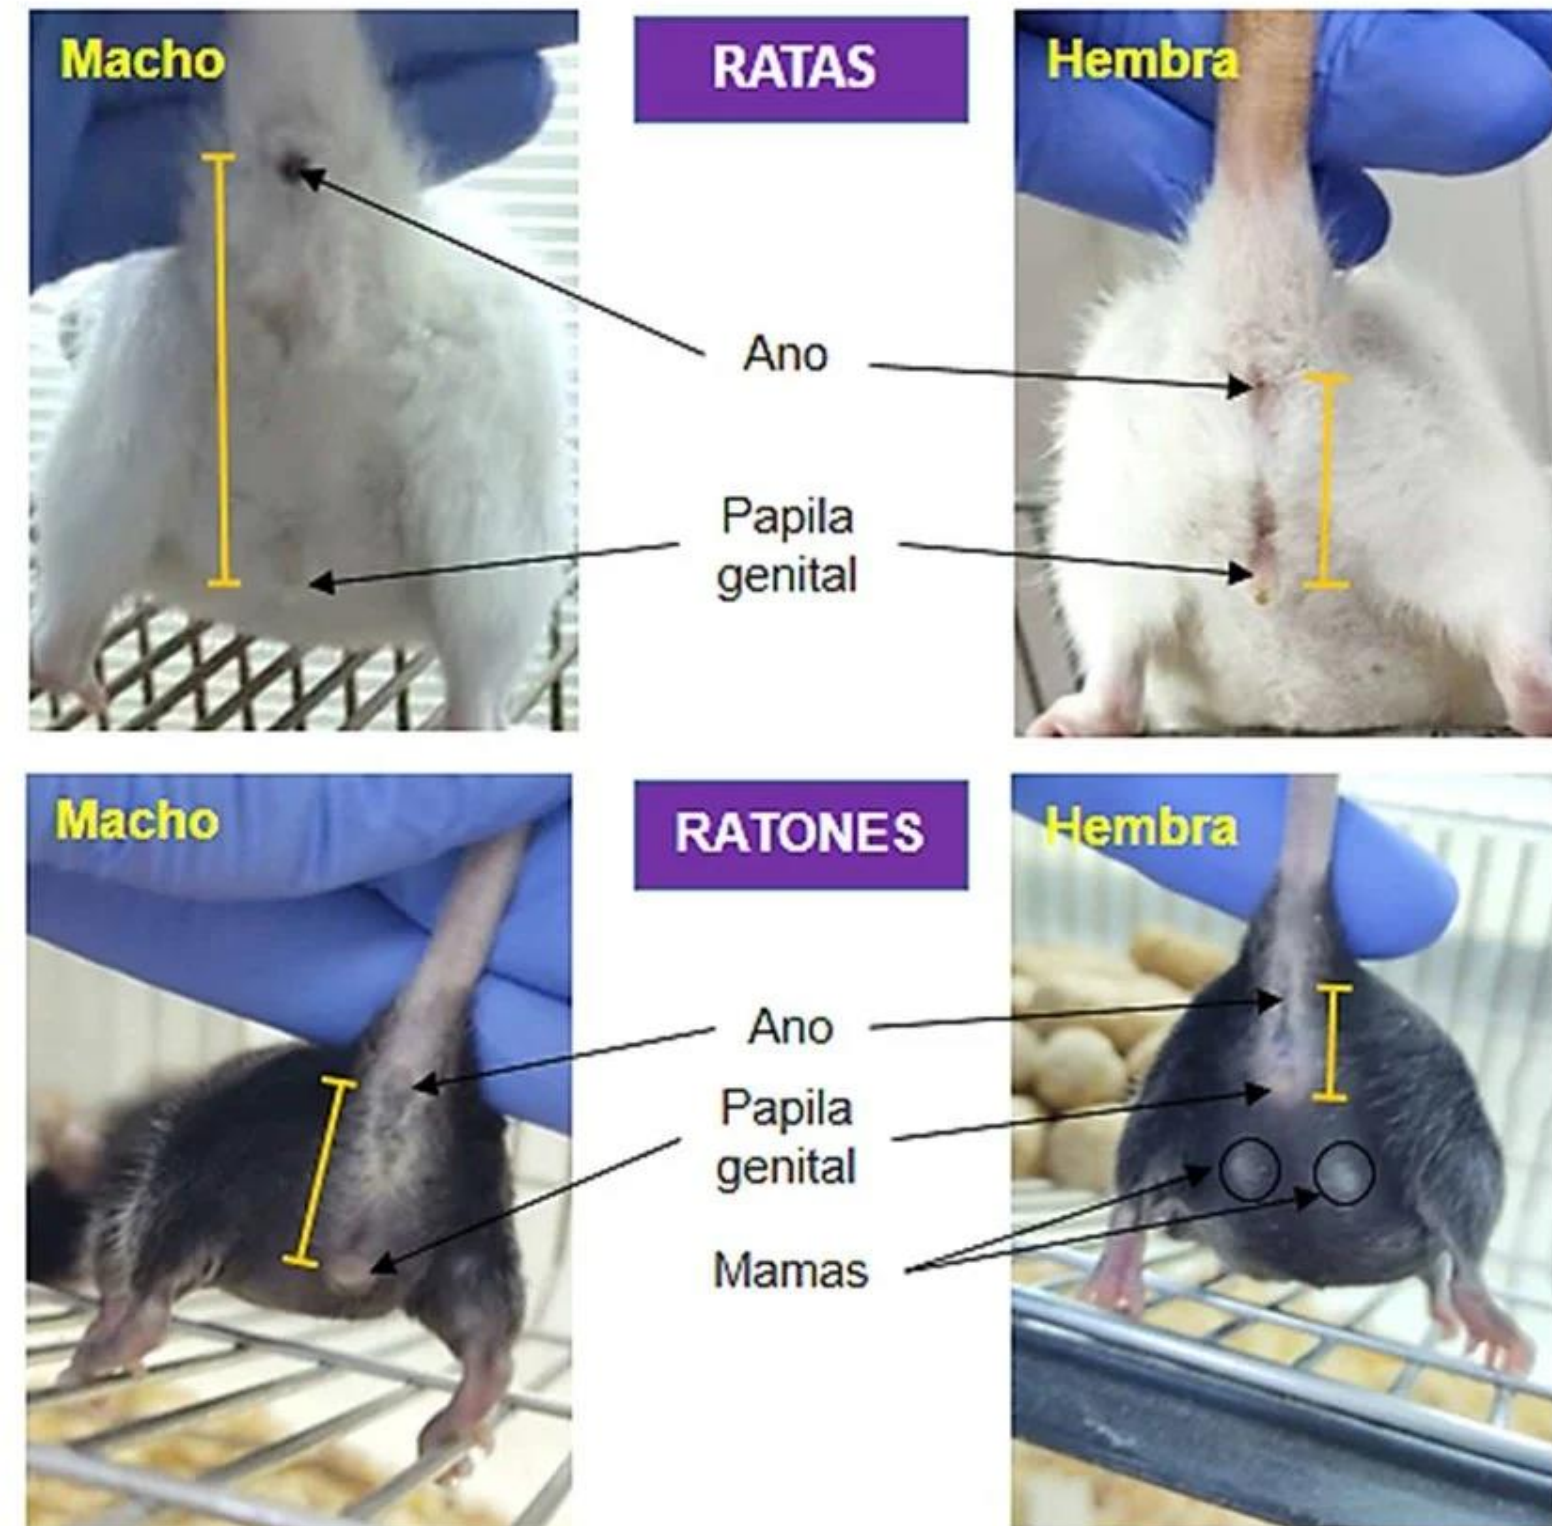 Macho
RATAS
Hembra
Ano
Papila
genital
Macho
RATONES
Hembra
Ano
Papila
genital
Mamas